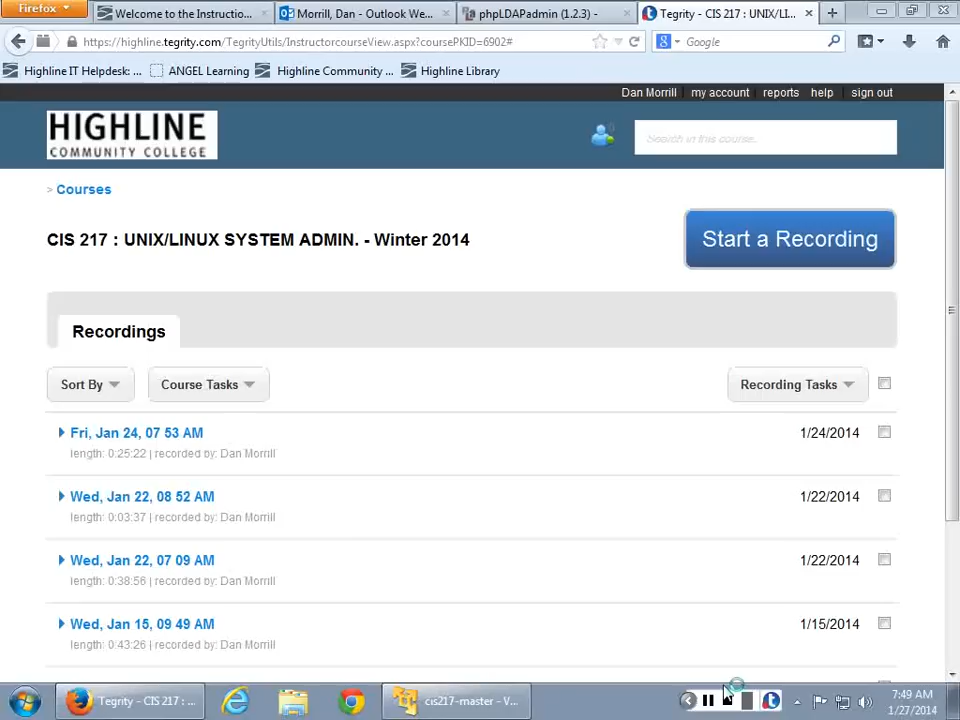 Firefox
Welcome to the Instructio...
Morrill, Dan - Outlook We...
phpLDAPadmin (1.2.3) -
Tegrity - CIS 217 : UNIX/LI...
https://highline.tegrity.com/TegrityUtils/InstructorcourseView.aspx?coursePKID=6902#
Google
Highline IT Helpdesk: ...
ANGEL Learning
Highline Community ...
Highline Library
Dan Morrill
my account
reports
help
sign out
HIGHLINE
COMMUNITY COLLEGE
Search in this course...
> Courses
CIS 217 : UNIX/LINUX SYSTEM ADMIN. - Winter 2014
Start a Recording
Recordings
Sort By
Course Tasks
Recording Tasks
Fri, Jan 24, 07 53 AM
1/24/2014
length: 0:25:22 | recorded by: Dan Morrill
Wed, Jan 22, 08 52 AM
1/22/2014
length: 0:03:37 | recorded by: Dan Morrill
Wed, Jan 22, 07 09 AM
1/22/2014
length: 0:38:56 | recorded by: Dan Morrill
Wed, Jan 15, 09 49 AM
1/15/2014
length: 0:43:26 | recorded by: Dan Morrill
Tegrity - CIS 217 : ...
cis217-master - V...
7:49 AM
1/27/2014